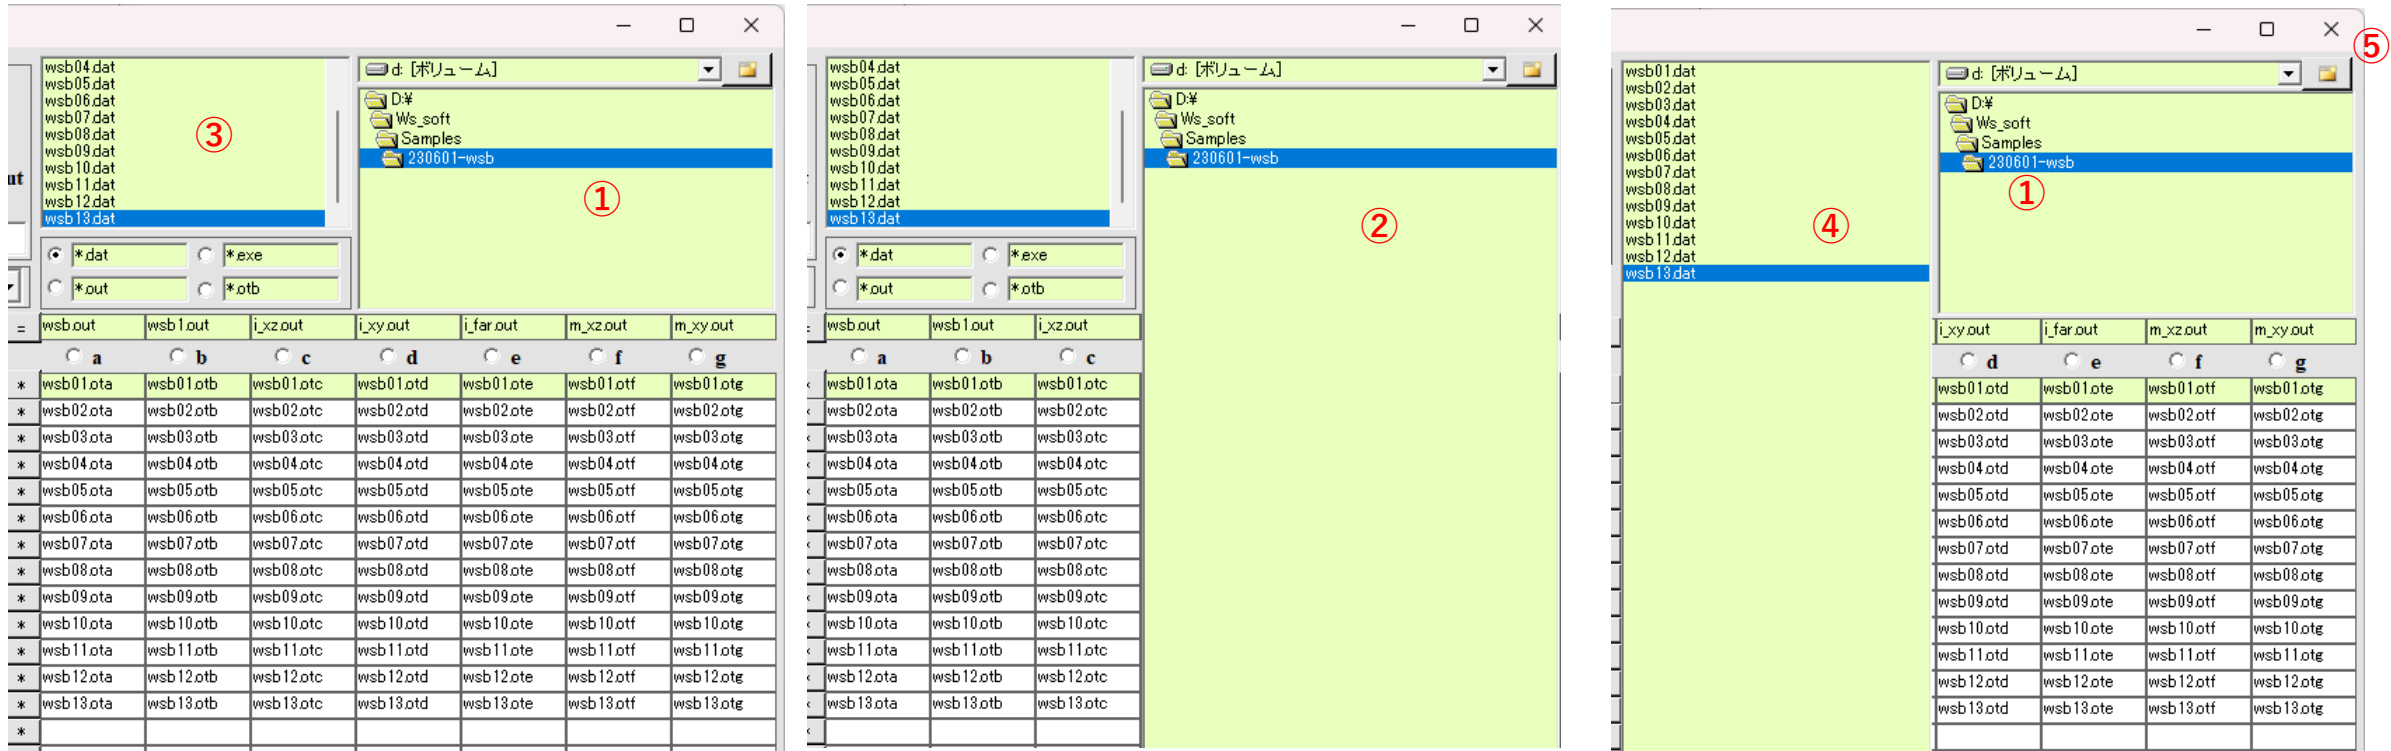 wsb04.dat
wsb05.dat
wsb06.dat
wsb07.dat
wsb08.dat
wsb09.dat
wsb10.dat
wsb11.dat
wsb12.dat
wsb13.dat
③
d: [ボリューム]
D:¥
Ws_soft
Samples
230601-wsb
①
ut
*.dat *.exe
*.out *.otb
= wsb.out wsb1.out i_xz.out i_xy.out i_far.out m_xz.out m_xy.out
a b c d e f g
* wsb01.ota wsb01.otb wsb01.otc wsb01.otd wsb01.ote wsb01.otf wsb01.otg
* wsb02.ota wsb02.otb wsb02.otc wsb02.otd wsb02.ote wsb02.otf wsb02.otg
* wsb03.ota wsb03.otb wsb03.otc wsb03.otd wsb03.ote wsb03.otf wsb03.otg
* wsb04.ota wsb04.otb wsb04.otc wsb04.otd wsb04.ote wsb04.otf wsb04.otg
* wsb05.ota wsb05.otb wsb05.otc wsb05.otd wsb05.ote wsb05.otf wsb05.otg
* wsb06.ota wsb06.otb wsb06.otc wsb06.otd wsb06.ote wsb06.otf wsb06.otg
* wsb07.ota wsb07.otb wsb07.otc wsb07.otd wsb07.ote wsb07.otf wsb07.otg
* wsb08.ota wsb08.otb wsb08.otc wsb08.otd wsb08.ote wsb08.otf wsb08.otg
* wsb09.ota wsb09.otb wsb09.otc wsb09.otd wsb09.ote wsb09.otf wsb09.otg
* wsb10.ota wsb10.otb wsb10.otc wsb10.otd wsb10.ote wsb10.otf wsb10.otg
* wsb11.ota wsb11.otb wsb11.otc wsb11.otd wsb11.ote wsb11.otf wsb11.otg
* wsb12.ota wsb12.otb wsb12.otc wsb12.otd wsb12.ote wsb12.otf wsb12.otg
* wsb13.ota wsb13.otb wsb13.otc wsb13.otd wsb13.ote wsb13.otf wsb13.otg
*
wsb04.dat
wsb05.dat
wsb06.dat
wsb07.dat
wsb08.dat
wsb09.dat
wsb10.dat
wsb11.dat
wsb12.dat
wsb13.dat
d: [ボリューム]
D:¥
Ws_soft
Samples
230601-wsb
②
*.dat *.exe
*.out *.otb
wsb.out wsb1.out i_xz.out
a b c
wsb01.ota wsb01.otb wsb01.otc
wsb02.ota wsb02.otb wsb02.otc
wsb03.ota wsb03.otb wsb03.otc
wsb04.ota wsb04.otb wsb04.otc
wsb05.ota wsb05.otb wsb05.otc
wsb06.ota wsb06.otb wsb06.otc
wsb07.ota wsb07.otb wsb07.otc
wsb08.ota wsb08.otb wsb08.otc
wsb09.ota wsb09.otb wsb09.otc
wsb10.ota wsb10.otb wsb10.otc
wsb11.ota wsb11.otb wsb11.otc
wsb12.ota wsb12.otb wsb12.otc
wsb13.ota wsb13.otb wsb13.otc
⑤
wsb01.dat
wsb02.dat
wsb03.dat
wsb04.dat
wsb05.dat
wsb06.dat
wsb07.dat
wsb08.dat
wsb09.dat
wsb10.dat
wsb11.dat
wsb12.dat
wsb13.dat
④
d: [ボリューム]
D:¥
Ws_soft
Samples
230601-wsb
①
i_xy.out i_far.out m_xz.out m_xy.out
d e f g
wsb01.otd wsb01.ote wsb01.otf wsb01.otg
wsb02.otd wsb02.ote wsb02.otf wsb02.otg
wsb03.otd wsb03.ote wsb03.otf wsb03.otg
wsb04.otd wsb04.ote wsb04.otf wsb04.otg
wsb05.otd wsb05.ote wsb05.otf wsb05.otg
wsb06.otd wsb06.ote wsb06.otf wsb06.otg
wsb07.otd wsb07.ote wsb07.otf wsb07.otg
wsb08.otd wsb08.ote wsb08.otf wsb08.otg
wsb09.otd wsb09.ote wsb09.otf wsb09.otg
wsb10.otd wsb10.ote wsb10.otf wsb10.otg
wsb11.otd wsb11.ote wsb11.otf wsb11.otg
wsb12.otd wsb12.ote wsb12.otf wsb12.otg
wsb13.otd wsb13.ote wsb13.otf wsb13.otg